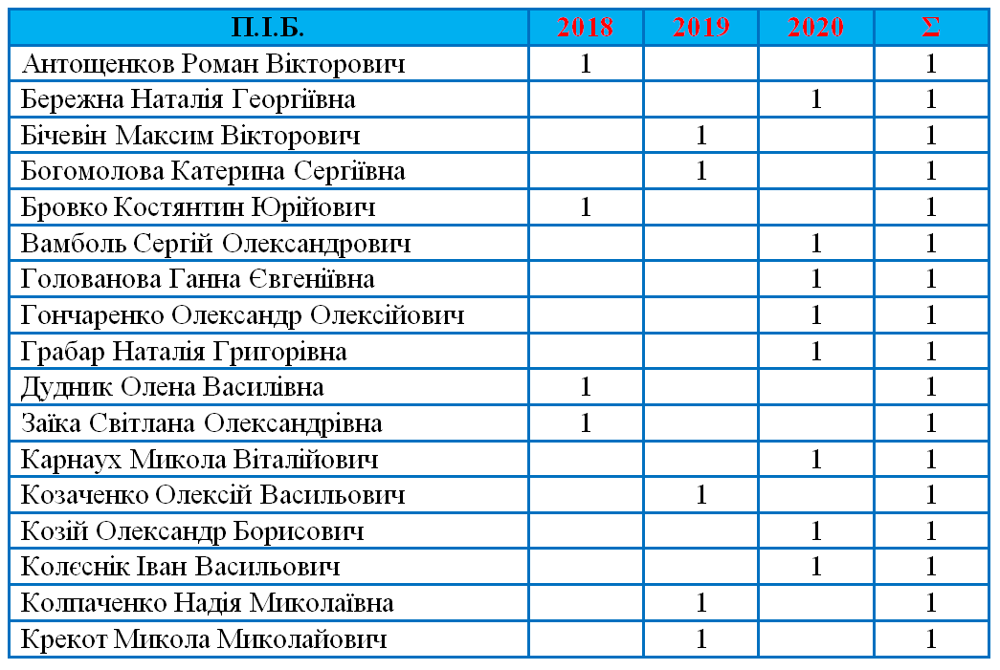 П.І.Б. 2018 2019 2020 Σ
Антощенков Роман Вікторович 1 1
Бережна Наталія Георгіївна 1 1
Бічевін Максим Вікторович 1 1
Богомолова Катерина Сергіївна 1 1
Бровко Костянтин Юрійович 1 1
Вамболь Сергій Олександрович 1 1
Голованова Ганна Євгеніївна 1 1
Гончаренко Олександр Олексійович 1 1
Грабар Наталія Григорівна 1 1
Дудник Олена Василівна 1 1
Заїка Світлана Олександрівна 1 1
Карнаух Микола Віталійович 1 1
Козаченко Олексій Васильович 1 1
Козій Олександр Борисович 1 1
Колєснік Іван Васильович 1 1
Колпаченко Надія Миколаївна 1 1
Крекот Микола Миколайович 1 1